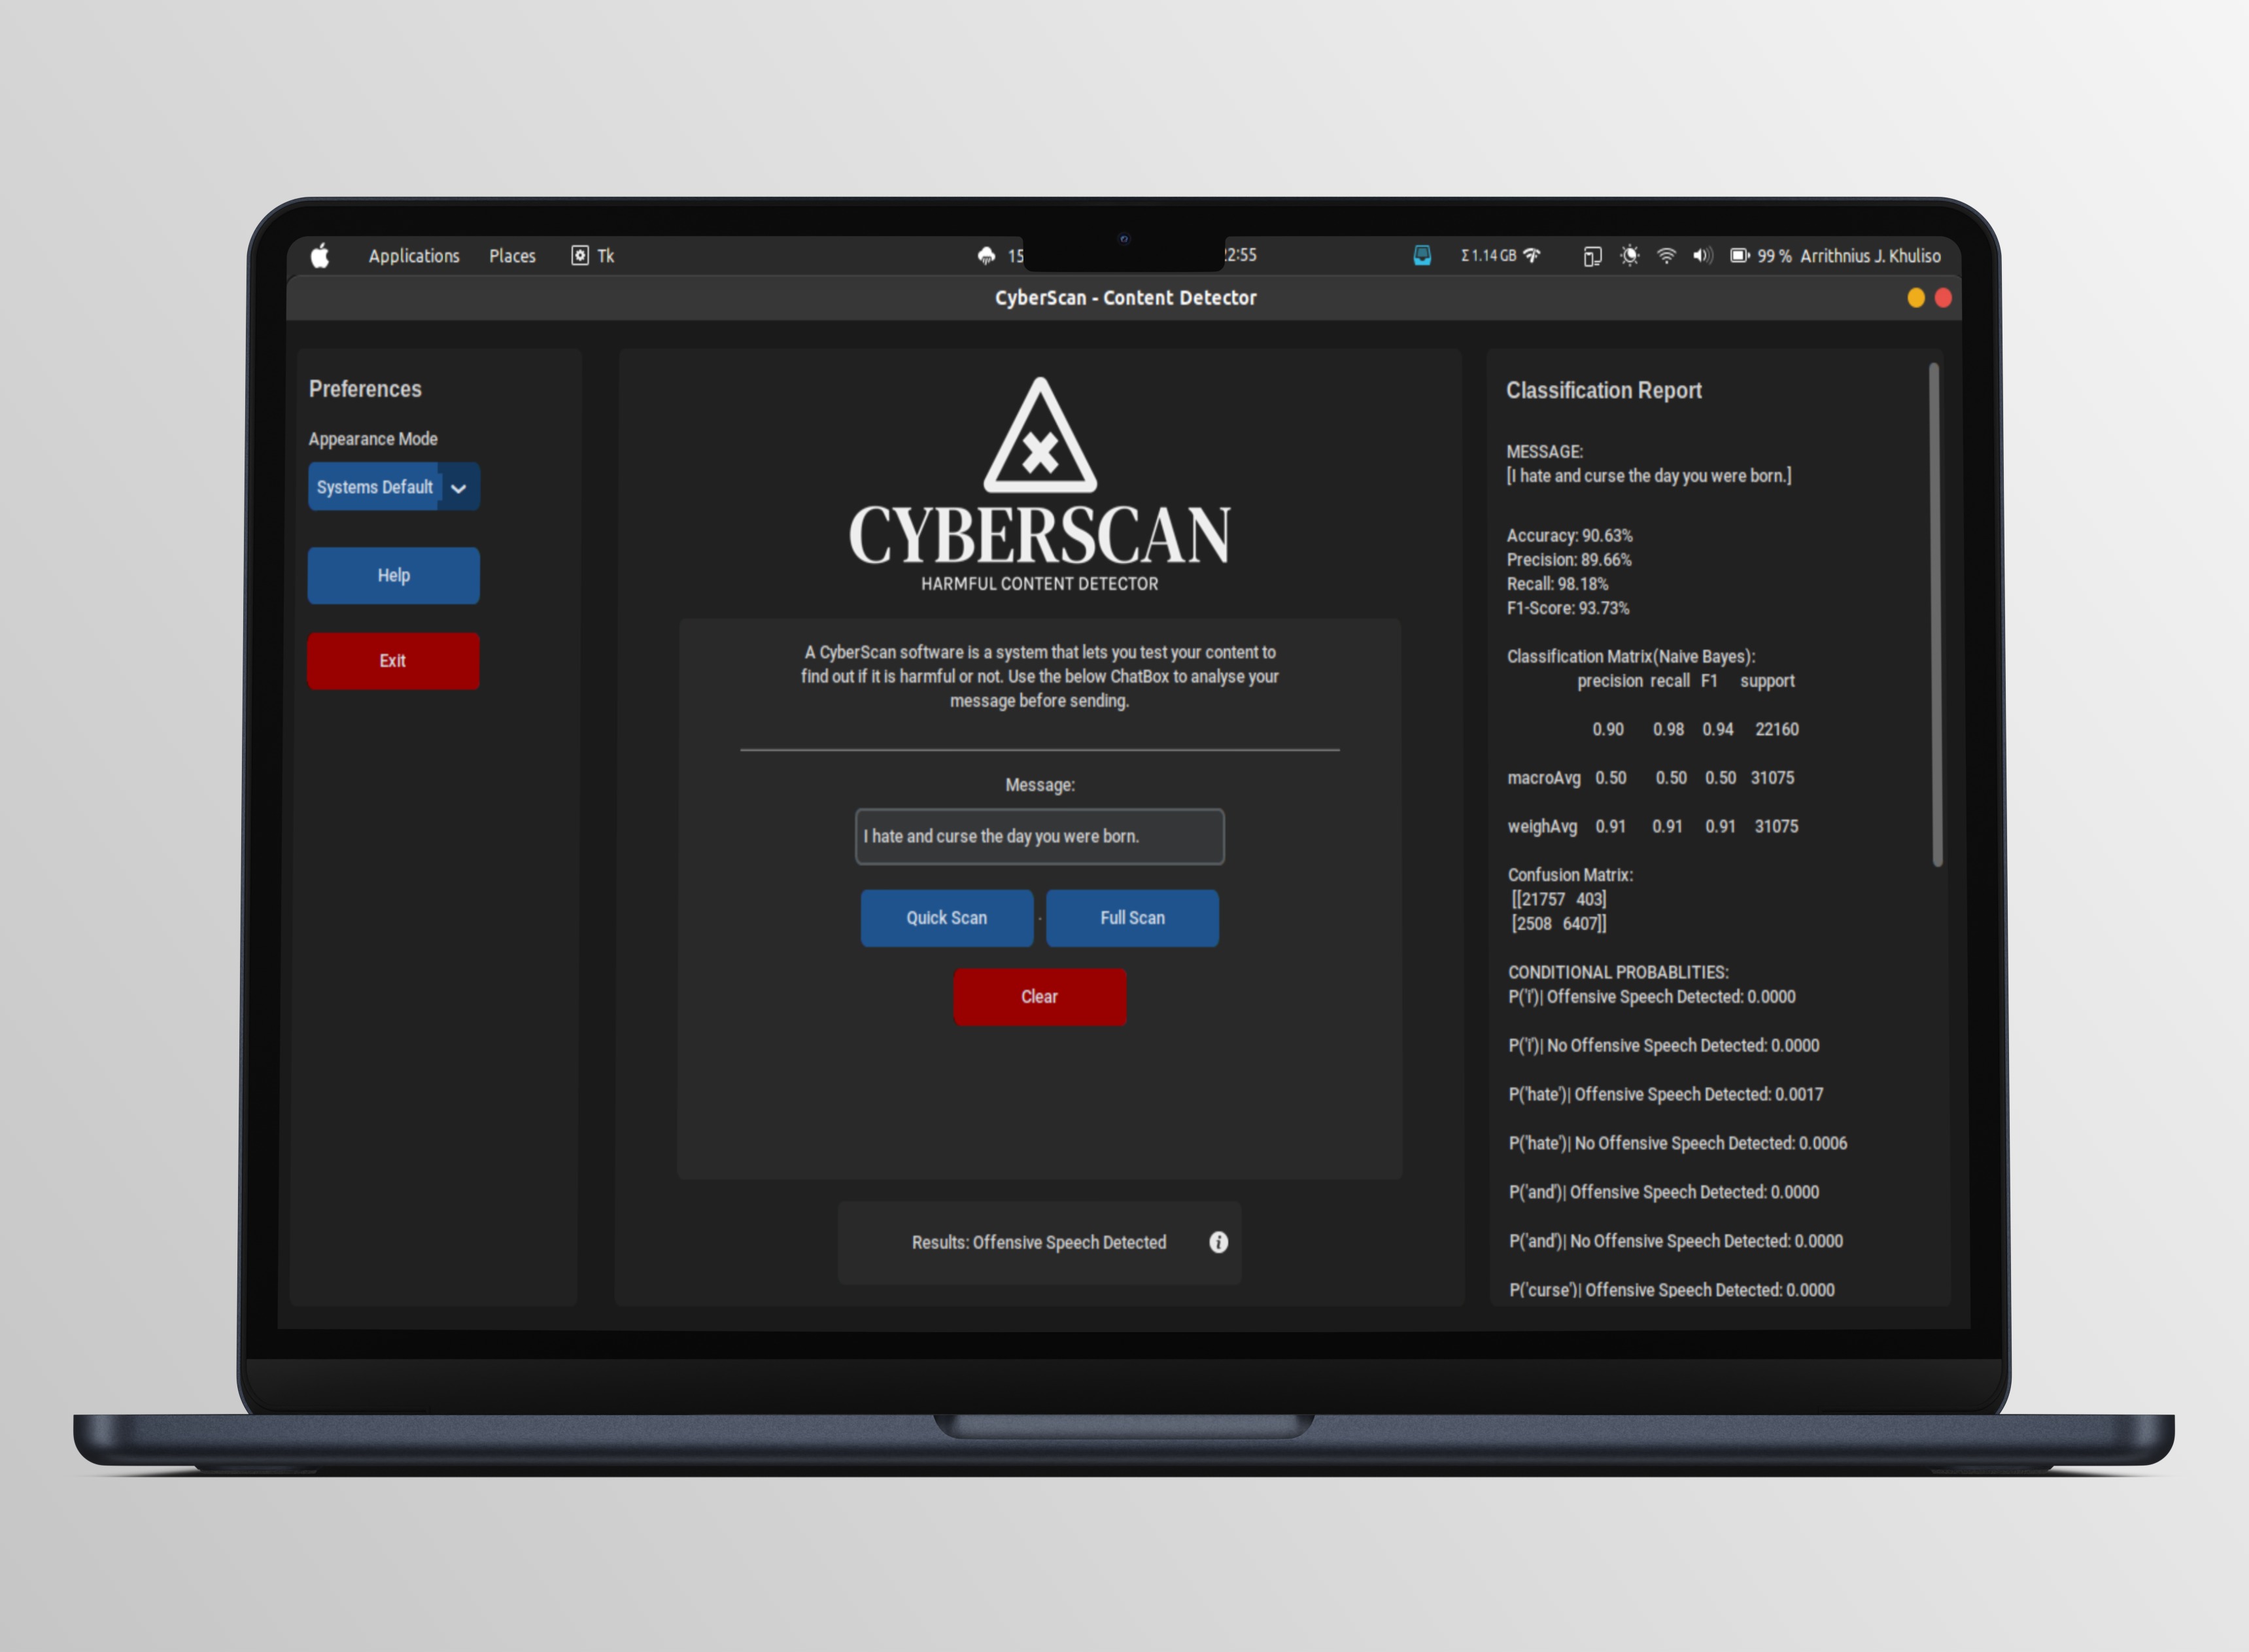 Applications Places Tk 15 2:55 Σ 1.14 GB 99 % Arrithnius J. Khuliso
CyberScan - Content Detector
Preferences
Appearance Mode
Systems Default
Help
Exit
CYBERSCAN
HARMFUL CONTENT DETECTOR
A CyberScan software is a system that lets you test your content to
find out if it is harmful or not. Use the below ChatBox to analyse your
message before sending.
Message:
I hate and curse the day you were born.
Quick Scan · Full Scan
Clear
Results: Offensive Speech Detected
Classification Report
MESSAGE:
[I hate and curse the day you were born.]
Accuracy: 90.63%
Precision: 89.66%
Recall: 98.18%
F1-Score: 93.73%
Classification Matrix(Naive Bayes):
precision recall F1 support
0.90 0.98 0.94 22160
macroAvg 0.50 0.50 0.50 31075
weighAvg 0.91 0.91 0.91 31075
Confusion Matrix:
[[21757 403]
[2508 6407]]
CONDITIONAL PROBABLITIES:
P('I')| Offensive Speech Detected: 0.0000
P('I')| No Offensive Speech Detected: 0.0000
P('hate')| Offensive Speech Detected: 0.0017
P('hate')| No Offensive Speech Detected: 0.0006
P('and')| Offensive Speech Detected: 0.0000
P('and')| No Offensive Speech Detected: 0.0000
P('curse')| Offensive Speech Detected: 0.0000